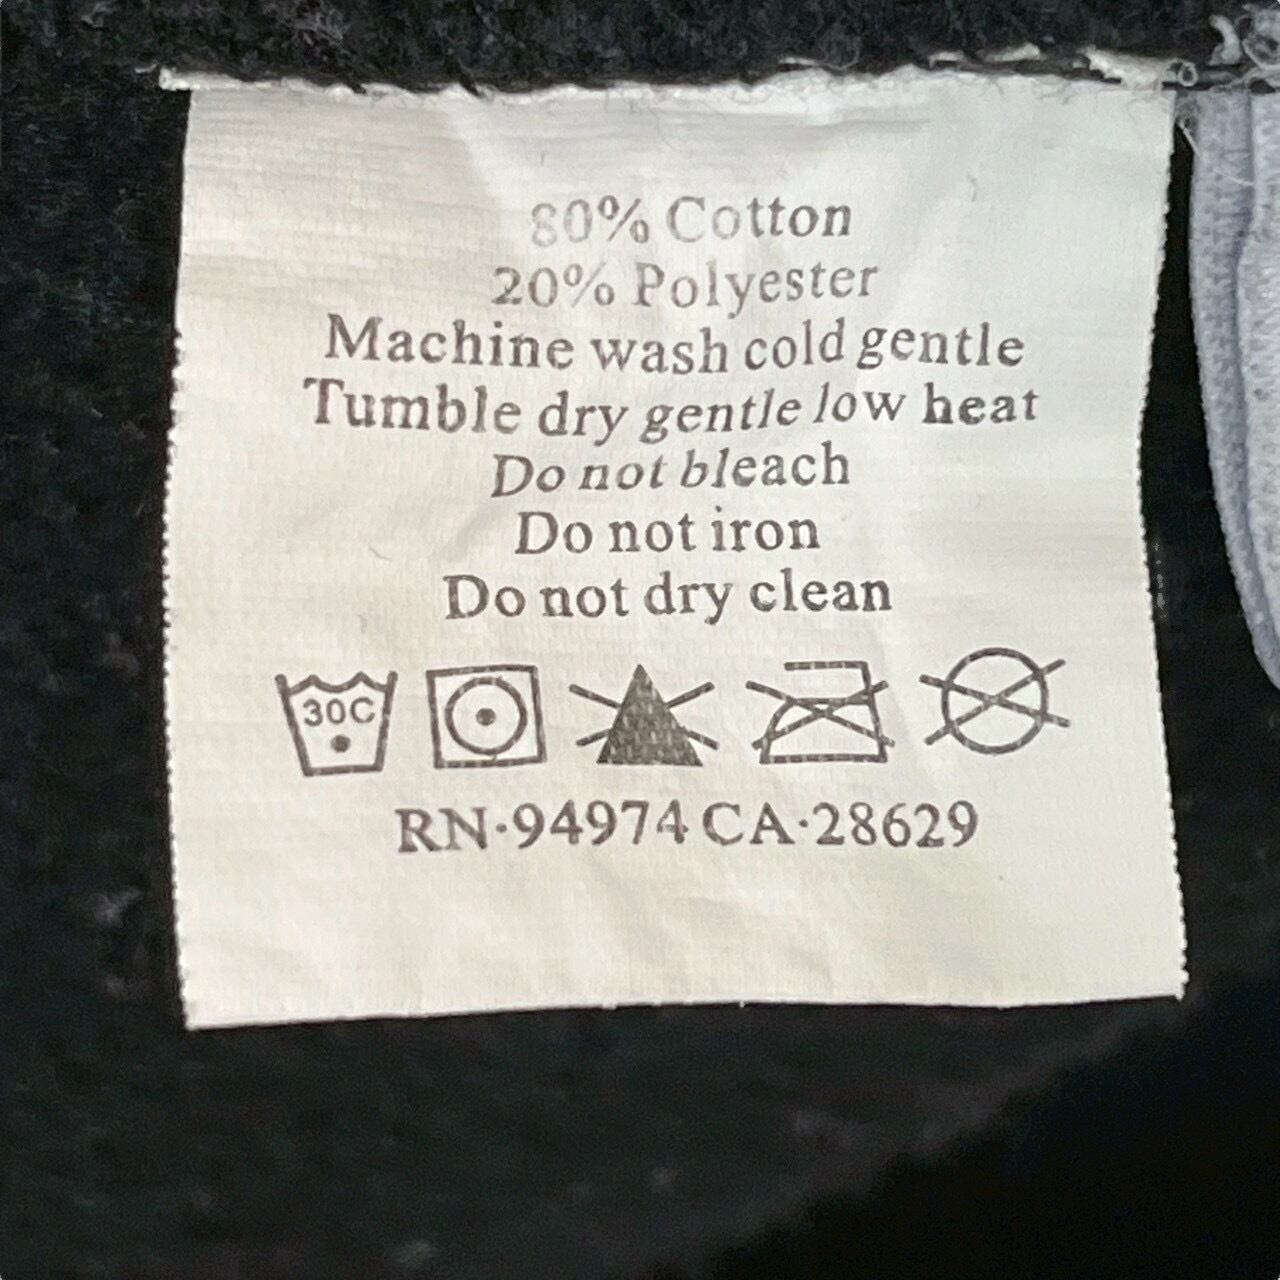 80% Cotton
20% Polyester
Machine wash cold gentle
Tumble dry gentle low heat
Do not bleach
Do not iron
Do not dry clean
30C
RN·94974 CA·28629